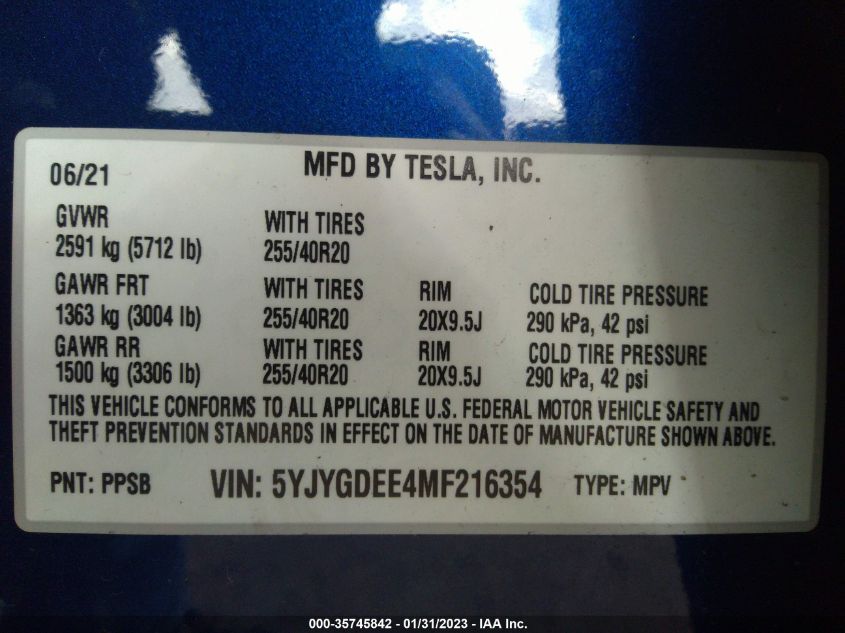 06/21 MFD BY TESLA, INC.
GVWR WITH TIRES
2591 kg (5712 lb) 255/40R20
GAWR FRT WITH TIRES RIM COLD TIRE PRESSURE
1363 kg (3004 lb) 255/40R20 20X9.5J 290 kPa, 42 psi
GAWR RR WITH TIRES RIM COLD TIRE PRESSURE
1500 kg (3306 lb) 255/40R20 20X9.5J 290 kPa, 42 psi
THIS VEHICLE CONFORMS TO ALL APPLICABLE U.S. FEDERAL MOTOR VEHICLE SAFETY AND
THEFT PREVENTION STANDARDS IN EFFECT ON THE DATE OF MANUFACTURE SHOWN ABOVE.
PNT: PPSB VIN: 5YJYGDEE4MF216354 TYPE: MPV
000-35745842 / 01/31/2023 - IAA Inc.